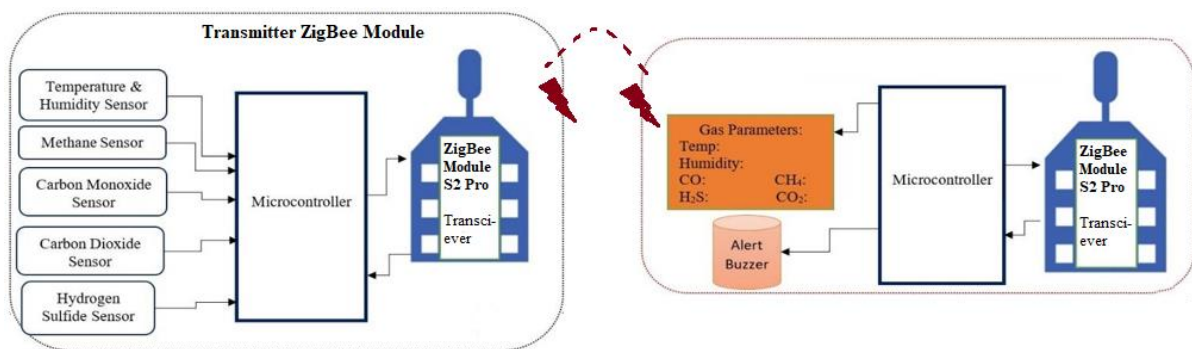 Transmitter ZigBee Module
Temperature &
Humidity Sensor
Methane Sensor
Carbon Monoxide
Sensor
Carbon Dioxide
Sensor
Hydrogen
Sulfide Sensor
Microcontroller
ZigBee
Module
S2 Pro
Transci-
ever
Gas Parameters:
Temp:
Humidity:
CO: CH₄:
H₂S: CO₂:
Alert
Buzzer
Microcontroller
ZigBee
Module
S2 Pro
Transci-
ever